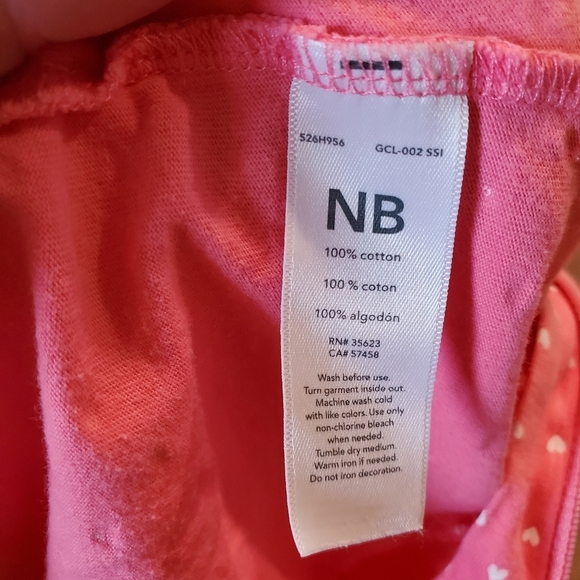 526H956 GCL-002 SSI
NB
100% cotton
100 % coton
100% algodón
RN# 35623
CA# 57458
Wash before use.
Turn garment inside out.
Machine wash cold
with like colors. Use only
non-chlorine bleach
when needed.
Tumble dry medium.
Warm iron if needed.
Do not iron decoration.